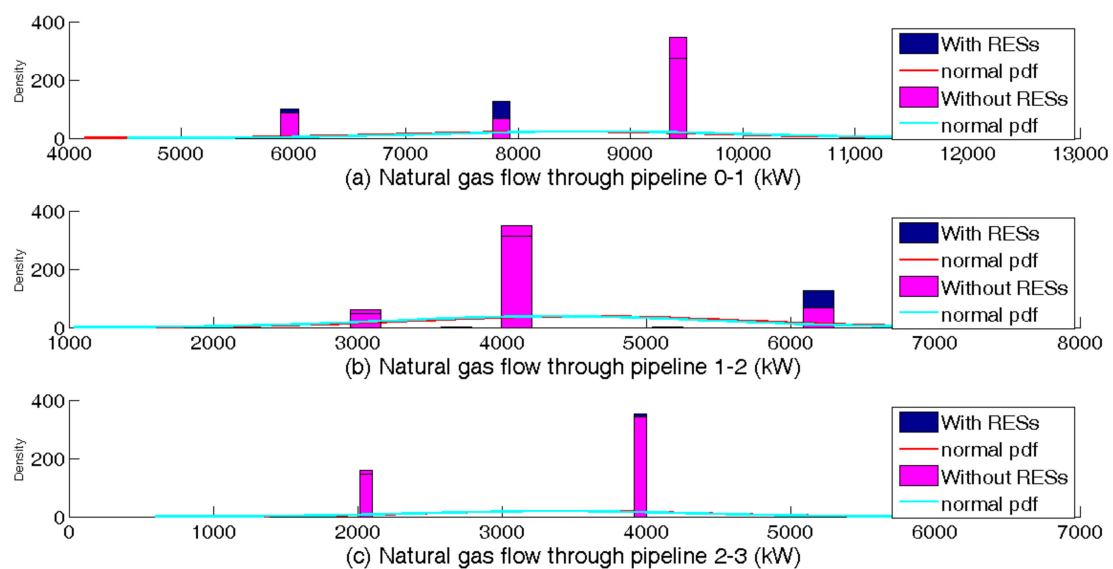 400
200
0
Density
4000 5000 6000 7000 8000 9000 10,000 11,000 12,000 13,000
With RESs
normal pdf
Without RESs
normal pdf
(a) Natural gas flow through pipeline 0-1 (kW)
400
200
0
Density
1000 2000 3000 4000 5000 6000 7000 8000
With RESs
normal pdf
Without RESs
normal pdf
(b) Natural gas flow through pipeline 1-2 (kW)
400
200
0
Density
0 1000 2000 3000 4000 5000 6000 7000
With RESs
normal pdf
Without RESs
normal pdf
(c) Natural gas flow through pipeline 2-3 (kW)